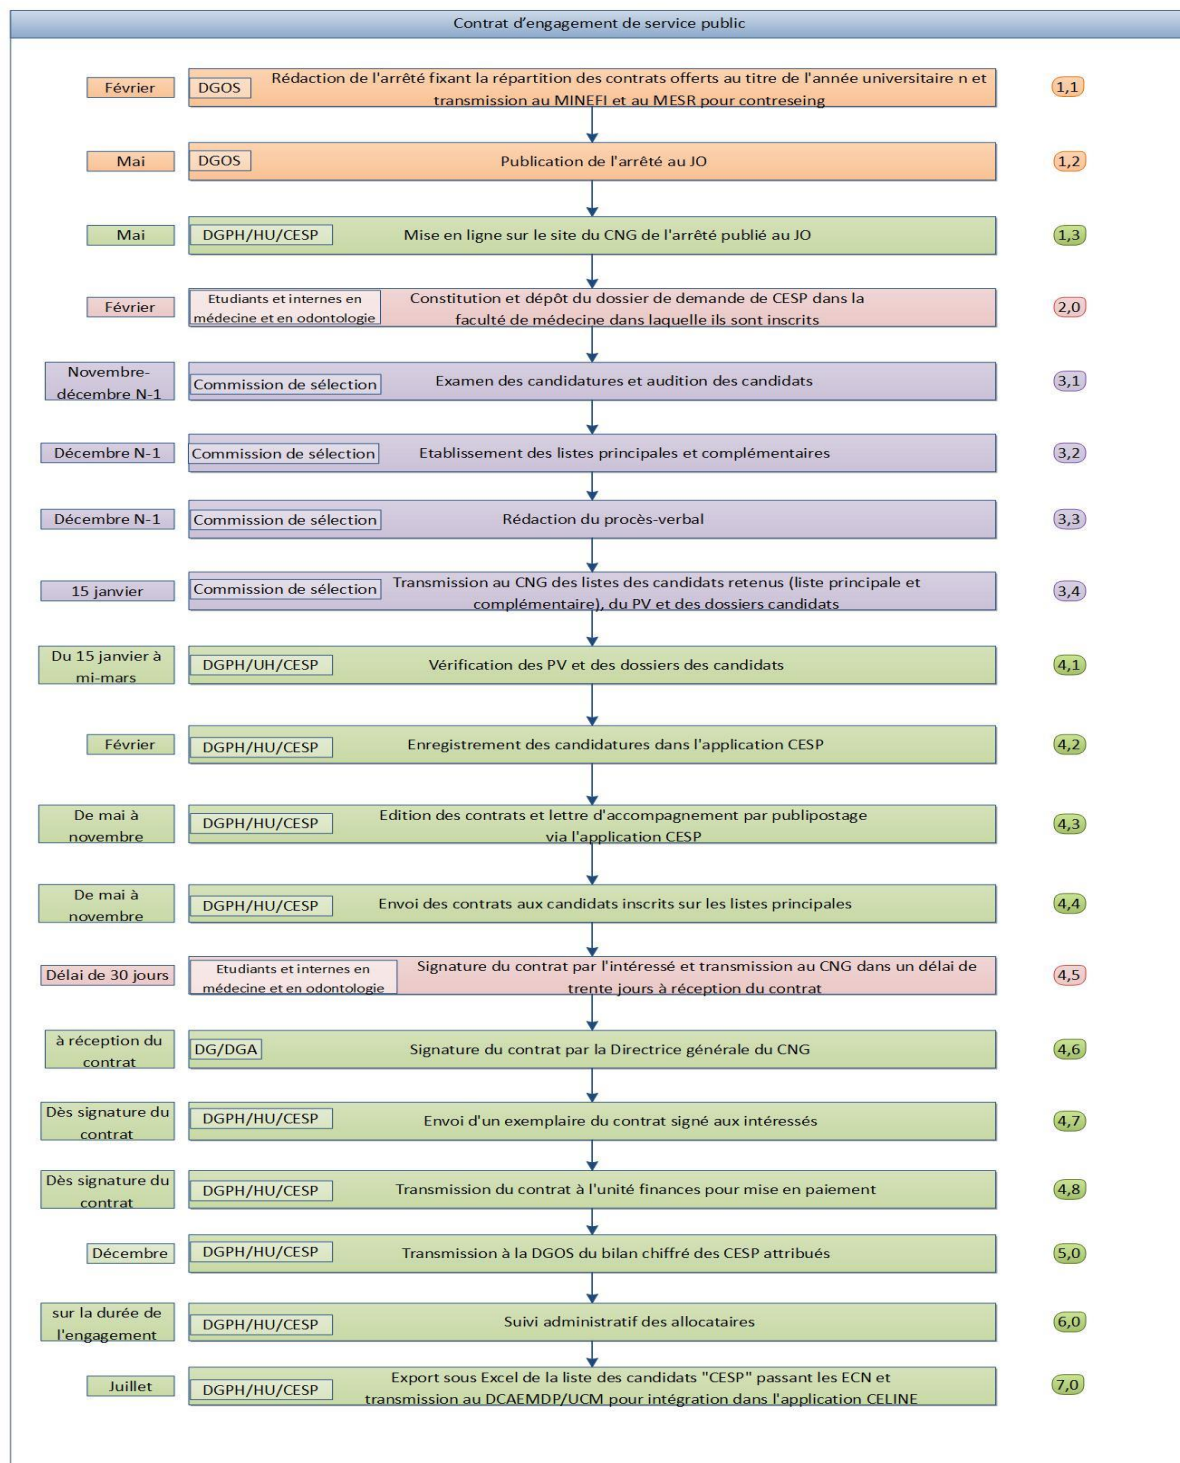 Contrat d'engagement de service public
Février
DGOS
Rédaction de l'arrêté fixant la répartition des contrats offerts au titre de l'année universitaire n et
transmission au MINEFI et au MESR pour contreseing
1,1
Mai
DGOS
Publication de l'arrêté au JO
1,2
Mai
DGPH/HU/CESP
Mise en ligne sur le site du CNG de l'arrêté publié au JO
1,3
Février
Etudiants et internes en
médecine et en odontologie
Constitution et dépôt du dossier de demande de CESP dans la
faculté de médecine dans laquelle ils sont inscrits
2,0
Novembre-
décembre N-1
Commission de sélection
Examen des candidatures et audition des candidats
3,1
Décembre N-1
Commission de sélection
Etablissement des listes principales et complémentaires
3,2
Décembre N-1
Commission de sélection
Rédaction du procès-verbal
3,3
15 janvier
Commission de sélection
Transmission au CNG des listes des candidats retenus (liste principale et
complémentaire), du PV et des dossiers candidats
3,4
Du 15 janvier à
mi-mars
DGPH/UH/CESP
Vérification des PV et des dossiers des candidats
4,1
Février
DGPH/HU/CESP
Enregistrement des candidatures dans l'application CESP
4,2
De mai à
novembre
DGPH/HU/CESP
Edition des contrats et lettre d'accompagnement par publipostage
via l'application CESP
4,3
De mai à
novembre
DGPH/HU/CESP
Envoi des contrats aux candidats inscrits sur les listes principales
4,4
Délai de 30 jours
Etudiants et internes en
médecine et en odontologie
Signature du contrat par l'intéressé et transmission au CNG dans un délai de
trente jours à réception du contrat
4,5
à réception du
contrat
DG/DGA
Signature du contrat par la Directrice générale du CNG
4,6
Dès signature du
contrat
DGPH/HU/CESP
Envoi d'un exemplaire du contrat signé aux intéressés
4,7
Dès signature du
contrat
DGPH/HU/CESP
Transmission du contrat à l'unité finances pour mise en paiement
4,8
Décembre
DGPH/HU/CESP
Transmission à la DGOS du bilan chiffré des CESP attribués
5,0
sur la durée de
l'engagement
DGPH/HU/CESP
Suivi administratif des allocataires
6,0
Juillet
DGPH/HU/CESP
Export sous Excel de la liste des candidats "CESP" passant les ECN et
transmission au DCAEMDP/UCM pour intégration dans l'application CELINE
7,0